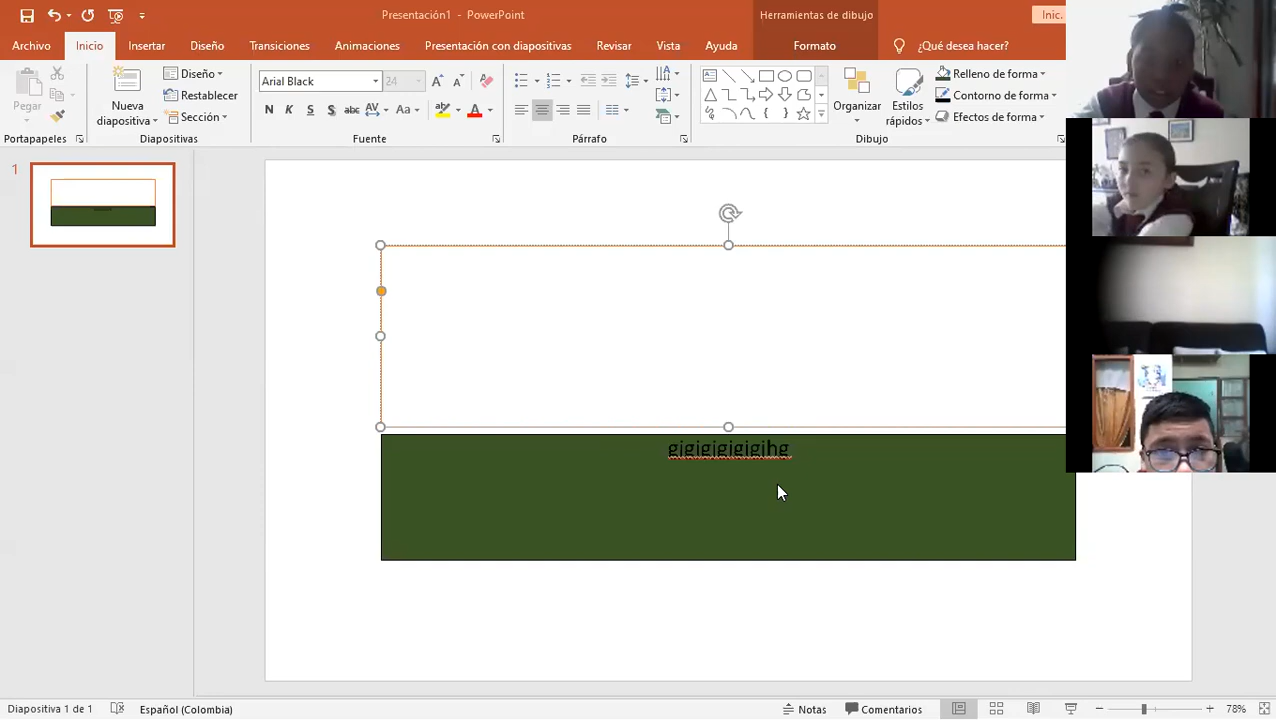 Presentación1 - PowerPoint
Herramientas de dibujo
Inic.
Archivo Inicio Insertar Diseño Transiciones Animaciones Presentación con diapositivas Revisar Vista Ayuda Formato ¿Qué desea hacer?
Pegar
Nueva diapositiva
Diseño
Restablecer
Sección
Arial Black 24
N K S abc AV Aa A
Organizar
Estilos rápidos
Relleno de forma
Contorno de forma
Efectos de forma
Portapapeles Diapositivas Fuente Párrafo Dibujo
1
gigigigigigihg
Diapositiva 1 de 1 Español (Colombia) Notas Comentarios 78%